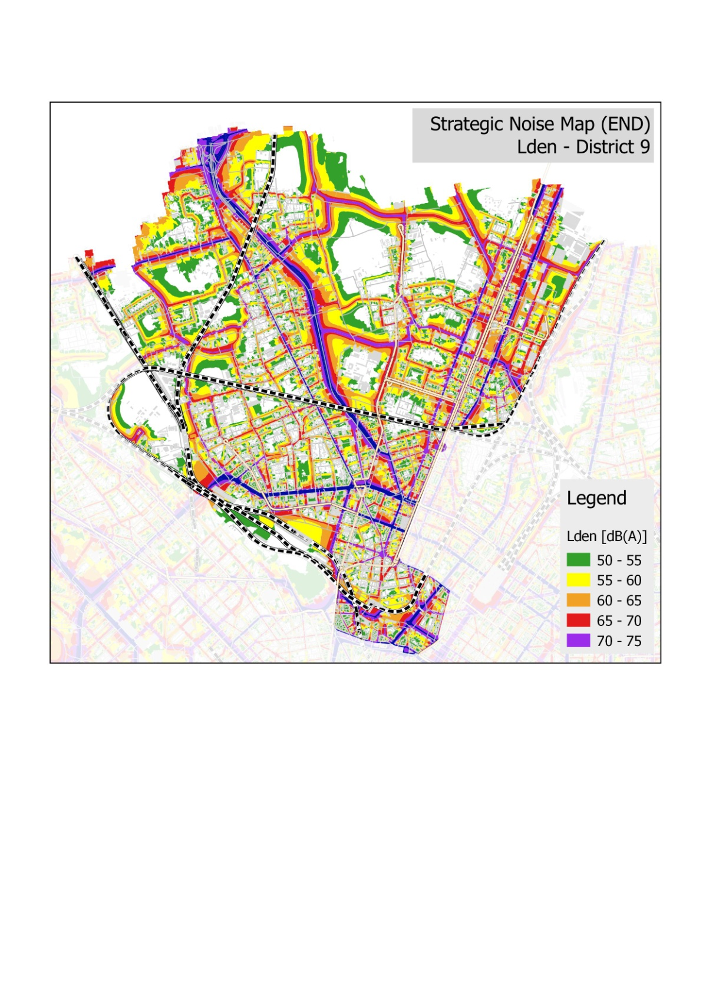 Strategic Noise Map (END)
Lden - District 9
Legend
Lden [dB(A)]
50 - 55
55 - 60
60 - 65
65 - 70
70 - 75